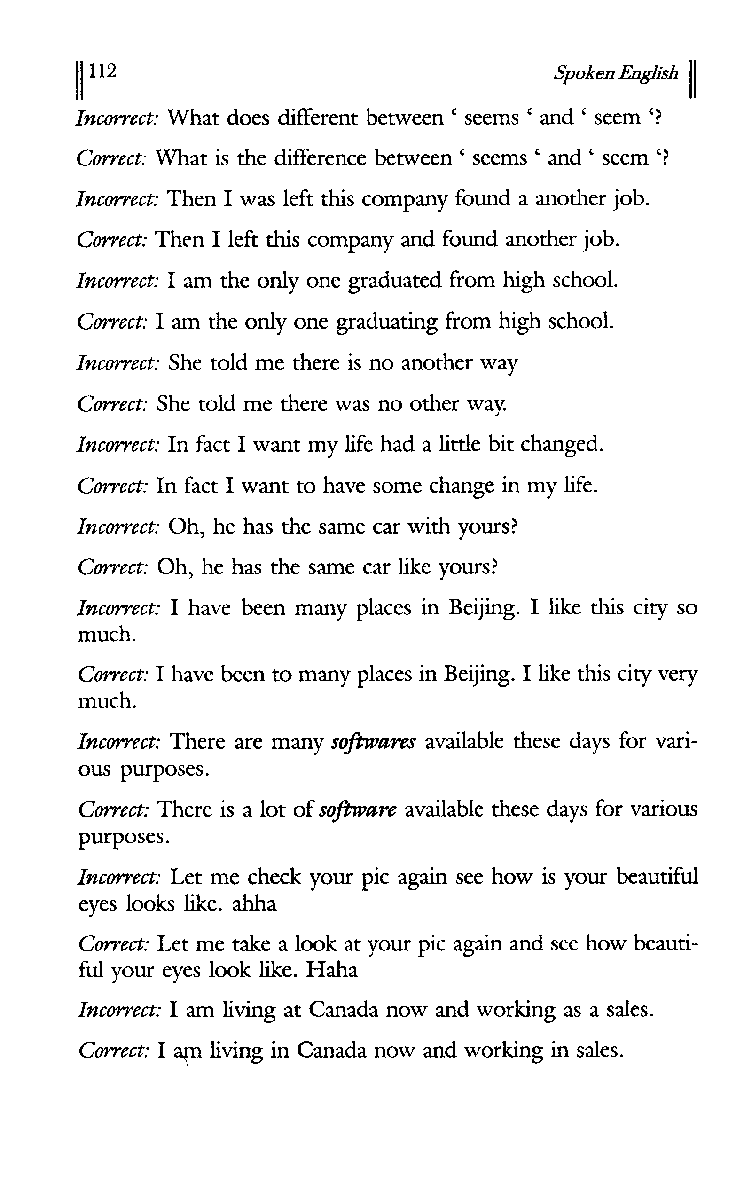 112 Spoken English
Incorrect: What does different between ‘ seems ‘ and ‘ seem ‘?
Correct: What is the difference between ‘ seems ‘ and ‘ seem ‘?
Incorrect: Then I was left this company found a another job.
Correct: Then I left this company and found another job.
Incorrect: I am the only one graduated from high school.
Correct: I am the only one graduating from high school.
Incorrect: She told me there is no another way
Correct: She told me there was no other way.
Incorrect: In fact I want my life had a little bit changed.
Correct: In fact I want to have some change in my life.
Incorrect: Oh, he has the same car with yours?
Correct: Oh, he has the same car like yours?
Incorrect: I have been many places in Beijing. I like this city so
much.
Correct: I have been to many places in Beijing. I like this city very
much.
Incorrect: There are many softwares available these days for vari-
ous purposes.
Correct: There is a lot of software available these days for various
purposes.
Incorrect: Let me check your pic again see how is your beautiful
eyes looks like. ahha
Correct: Let me take a look at your pic again and see how beauti-
ful your eyes look like. Haha
Incorrect: I am living at Canada now and working as a sales.
Correct: I am living in Canada now and working in sales.